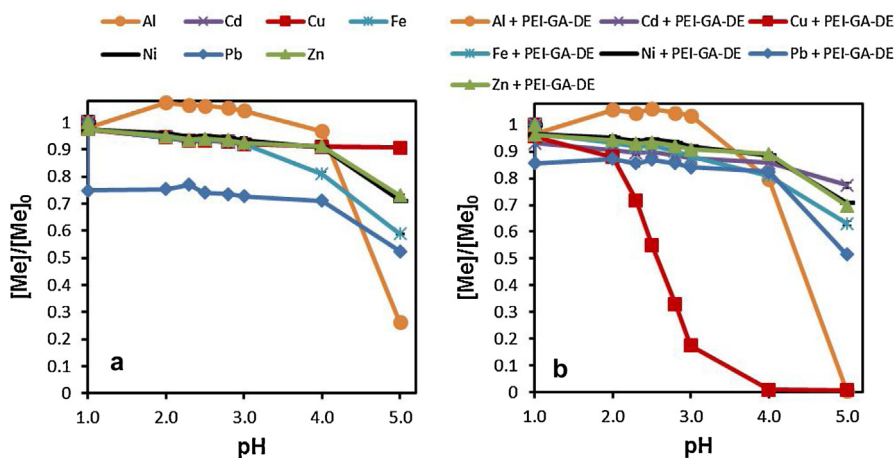 Al Cd Cu Fe
Ni Pb Zn
[Me]/[Me]0
1
0.9
0.8
0.7
0.6
0.5
0.4
0.3
0.2
0.1
0
a
1.0 2.0 3.0 4.0 5.0
pH
Al + PEI-GA-DE Cd + PEI-GA-DE Cu + PEI-GA-DE
Fe + PEI-GA-DE Ni + PEI-GA-DE Pb + PEI-GA-DE
Zn + PEI-GA-DE
[Me]/[Me]0
1
0.9
0.8
0.7
0.6
0.5
0.4
0.3
0.2
0.1
0
b
1.0 2.0 3.0 4.0 5.0
pH